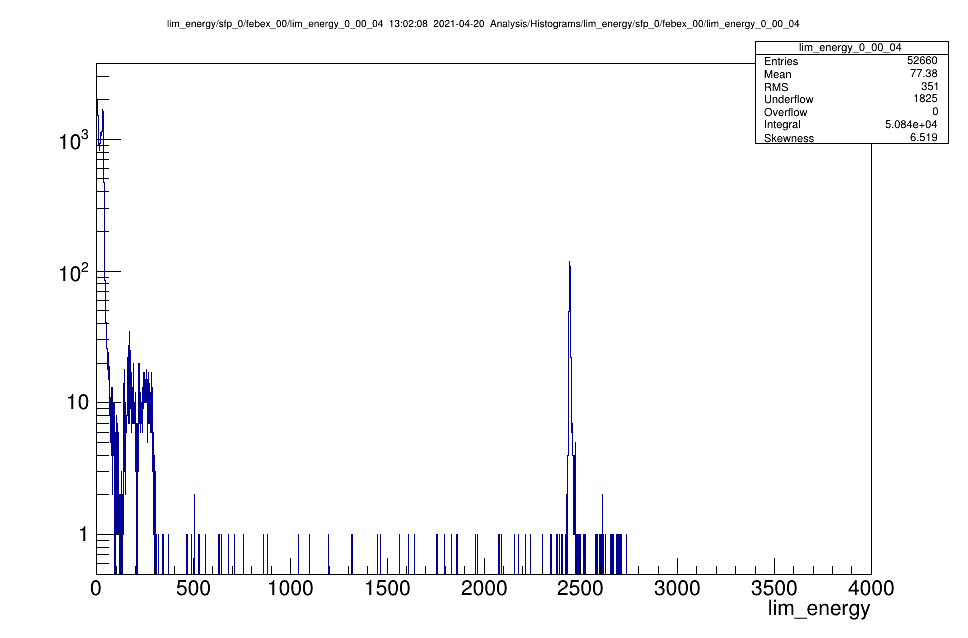 lim_energy/sfp_0/febex_00/lim_energy_0_00_04 13:02:08 2021-04-20 Analysis/Histograms/lim_energy/sfp_0/febex_00/lim_energy_0_00_04
lim_energy_0_00_04
Entries 52660
Mean 77.38
RMS 351
Underflow 1825
Overflow 0
Integral 5.084e+04
Skewness 6.519
10³
10²
10
1
0 500 1000 1500 2000 2500 3000 3500 4000
lim_energy